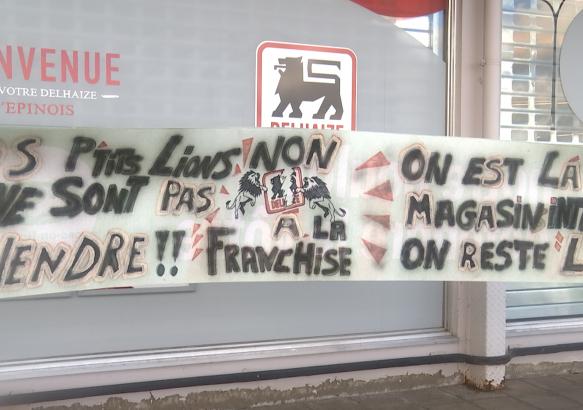 NVENUE
VOTRE DELHAIZE
'EPINOIS
DELHAIZE
S P'tits Lions
NE SONT PAS
ENDRE !!
NON
A LA
FRANCHISE
ON EST LÀ
MAGASIN
ON RESTE